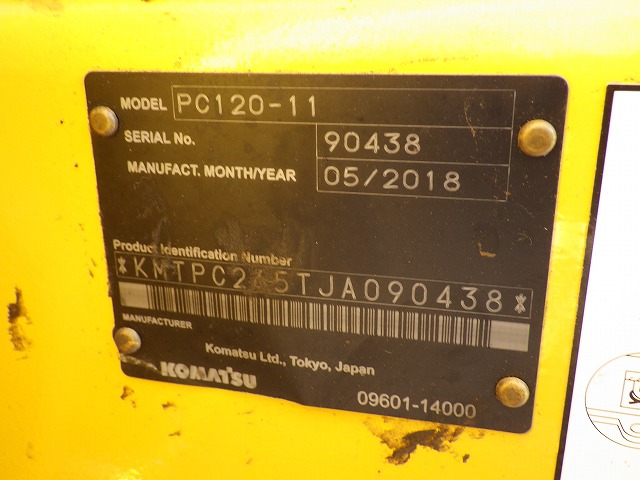 MODEL PC120-11
SERIAL No. 90438
MANUFACT. MONTH/YEAR 05/2018
Product Identification Number
MANUFACTURER
Komatsu Ltd., Tokyo, Japan
KOMATSU
09601-14000